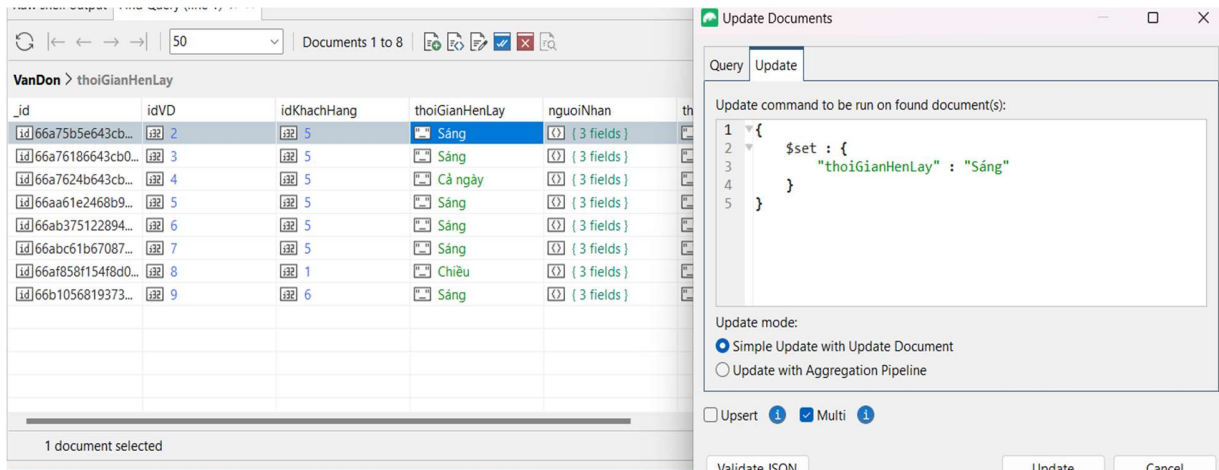 50 Documents 1 to 8
VanDon > thoiGianHenLay
_id idVD idKhachHang thoiGianHenLay nguoiNhan th
66a75b5e643cb... 2 5 Sáng { 3 fields }
66a76186643cb0... 3 5 Sáng { 3 fields }
66a7624b643cb... 4 5 Cả ngày { 3 fields }
66aa61e2468b9... 5 5 Sáng { 3 fields }
66ab375122894... 6 5 Sáng { 3 fields }
66abc61b67087... 7 5 Sáng { 3 fields }
66af858f154f8d0... 8 1 Chiều { 3 fields }
66b1056819373... 9 6 Sáng { 3 fields }
1 document selected
Update Documents
Query Update
Update command to be run on found document(s):
1 {
2 $set : {
3 "thoiGianHenLay" : "Sáng"
4 }
5 }
Update mode:
Simple Update with Update Document
Update with Aggregation Pipeline
Upsert Multi
Validate JSON Update Cancel